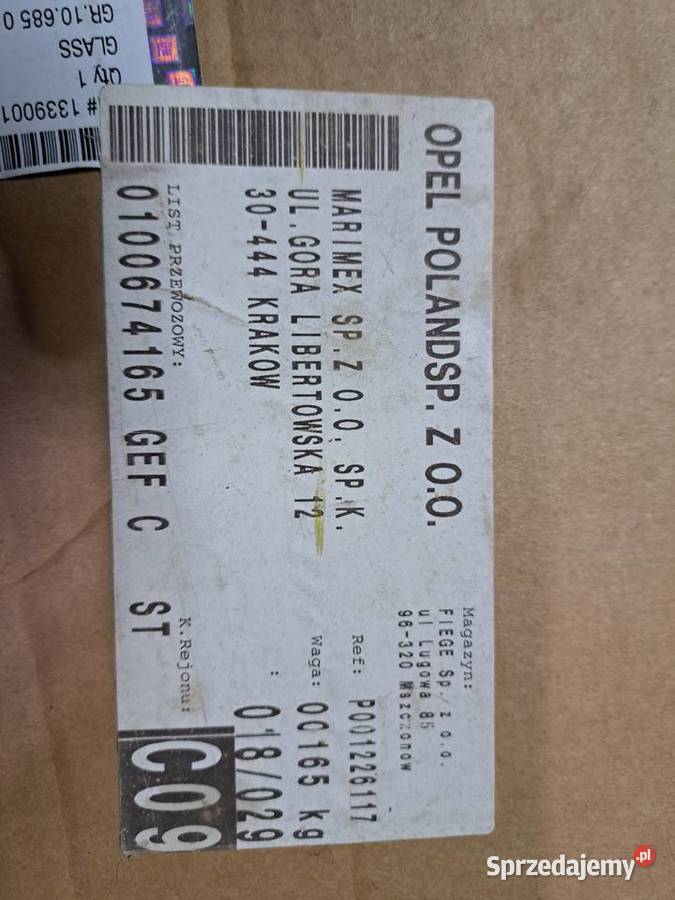 OPEL POLANDSP. Z O.O.
Magazyn:
FIEGE Sp. z o.o.
ul Lugowa 85
96-320 Mszczonow
MARIMEX SP.Z O.O. SP.K.
UL.GORA LIBERTOWSKA 12
30-444 KRAKOW
Ref: P001226117
Waga: 00165 kg
: 018/029
LIST PRZEWOZOWY:
0100674165 GEF C ST
K.Rejonu:
C09
# 1339001
Qty 1
GLASS
GR.10.685 0
Sprzedajemy.pl